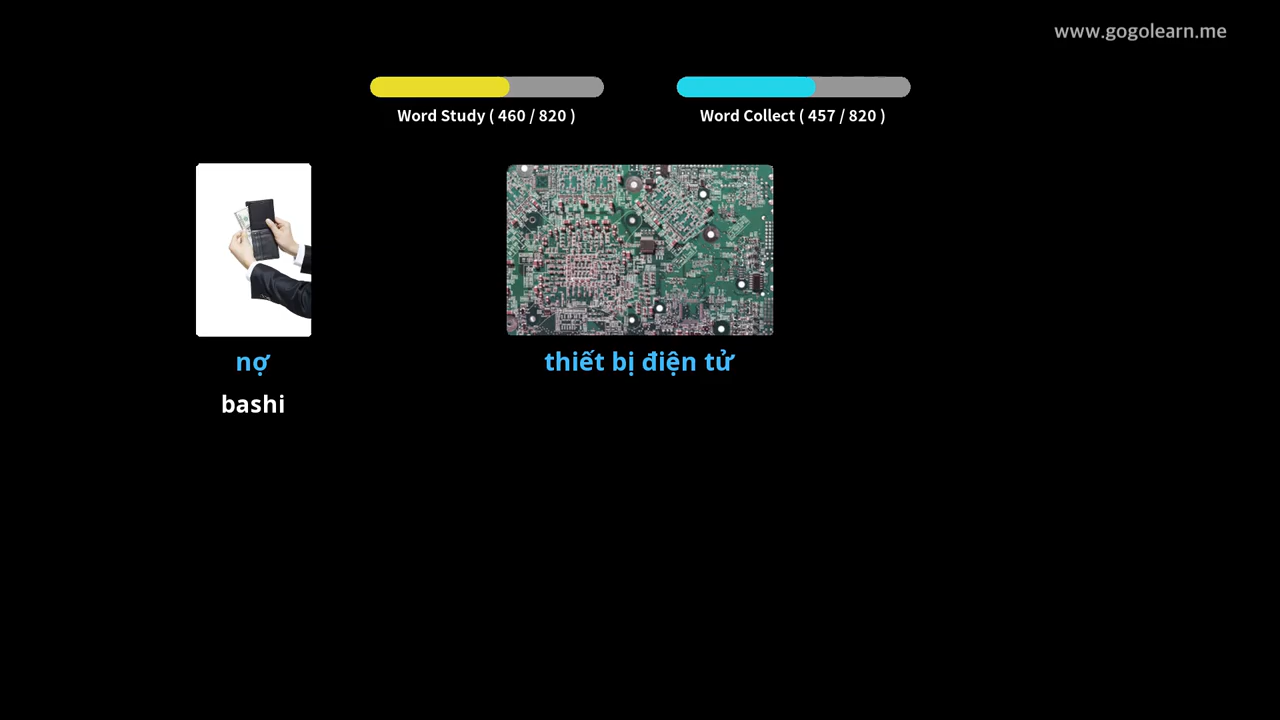 www.gogolearn.me
Word Study ( 460 / 820 )
Word Collect ( 457 / 820 )
nợ
thiết bị điện tử
bashi